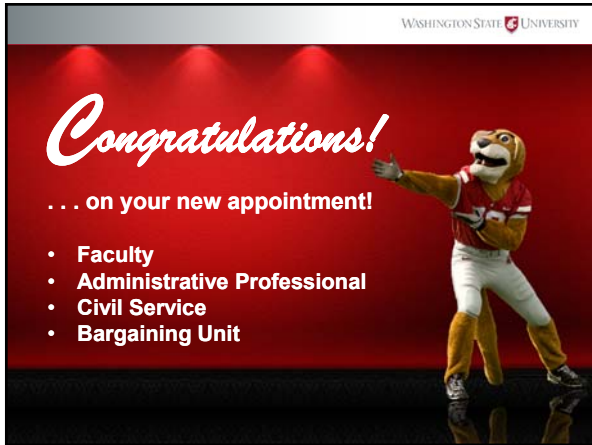 WASHINGTON STATE UNIVERSITY
Congratulations!
. . . on your new appointment!
• Faculty
• Administrative Professional
• Civil Service
• Bargaining Unit